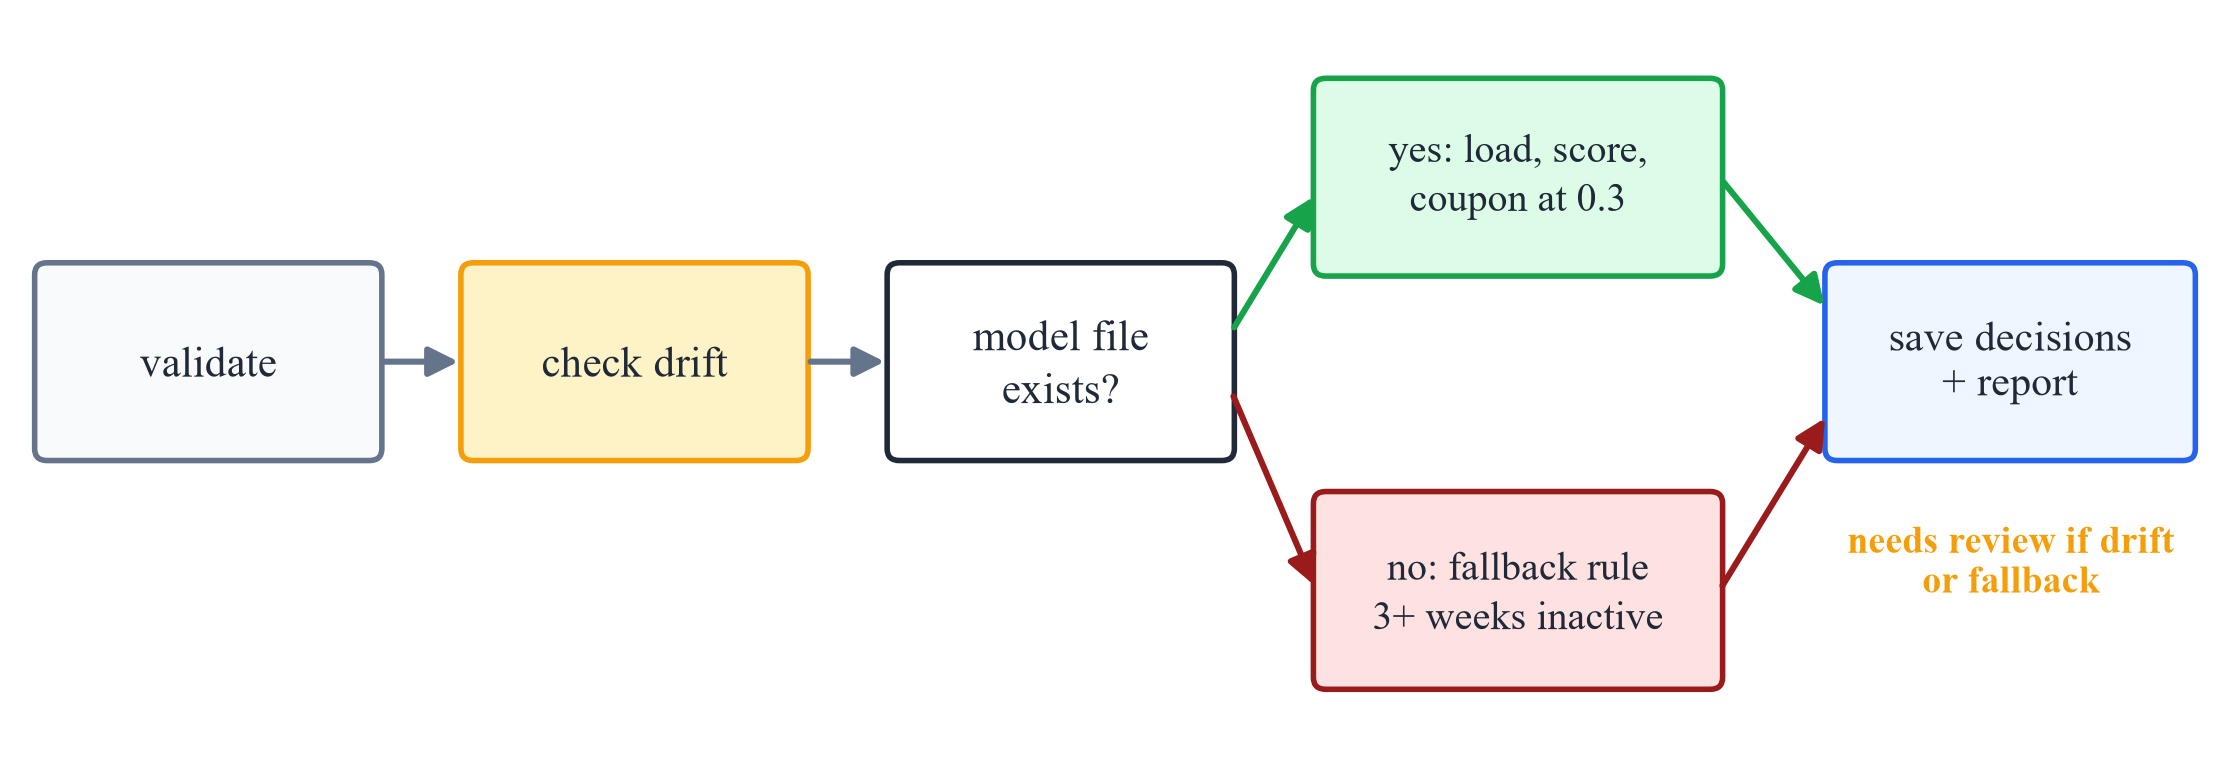 validate
check drift
model file
exists?
yes: load, score,
coupon at 0.3
no: fallback rule
3+ weeks inactive
save decisions
+ report
needs review if drift
or fallback